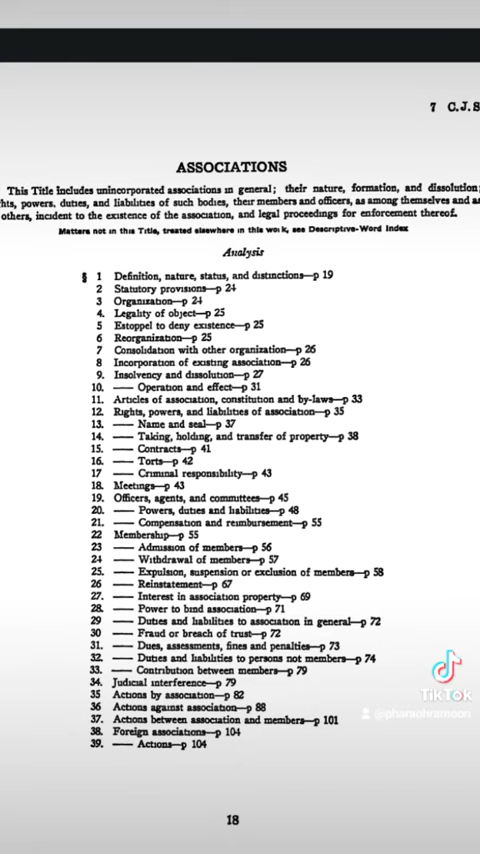 7 C.J.S
ASSOCIATIONS
This Title includes unincorporated associations in general; their nature, formation, and dissolution;
hts, powers, duties, and liabilities of such bodies, their members and officers, as among themselves and as
others, incident to the existence of the association, and legal proceedings for enforcement thereof.
Matters not in this Title, treated elsewhere in this work, see Descriptive-Word Index
Analysis
§ 1 Definition, nature, status, and distinctions—p 19
2 Statutory provisions—p 24
3 Organization—p 24
4. Legality of object—p 25
5 Estoppel to deny existence—p 25
6 Reorganization—p 25
7 Consolidation with other organization—p 26
8 Incorporation of existing association—p 26
9. Insolvency and dissolution—p 27
10. —— Operation and effect—p 31
11. Articles of association, constitution and by-laws—p 33
12. Rights, powers, and liabilities of association—p 35
13. —— Name and seal—p 37
14. —— Taking, holding, and transfer of property—p 38
15. —— Contracts—p 41
16. —— Torts—p 42
17 —— Criminal responsibility—p 43
18. Meetings—p 43
19. Officers, agents, and committees—p 45
20. —— Powers, duties and liabilities—p 48
21. —— Compensation and reimbursement—p 55
22 Membership—p 55
23 —— Admission of members—p 56
24 —— Withdrawal of members—p 57
25. —— Expulsion, suspension or exclusion of members—p 58
26 —— Reinstatement—p 67
27. —— Interest in association property—p 69
28. —— Power to bind association—p 71
29 —— Duties and liabilities to association in general—p 72
30 —— Fraud or breach of trust—p 72
31. —— Dues, assessments, fines and penalties—p 73
32. —— Duties and liabilities to persons not members—p 74
33. —— Contribution between members—p 79
34. Judicial interference—p 79
35 Actions by association—p 82
36 Actions against association—p 88
37. Actions between association and members—p 101
38. Foreign associations—p 104
39. —— Actions—p 104
TikTok
@pharaohramoon
18